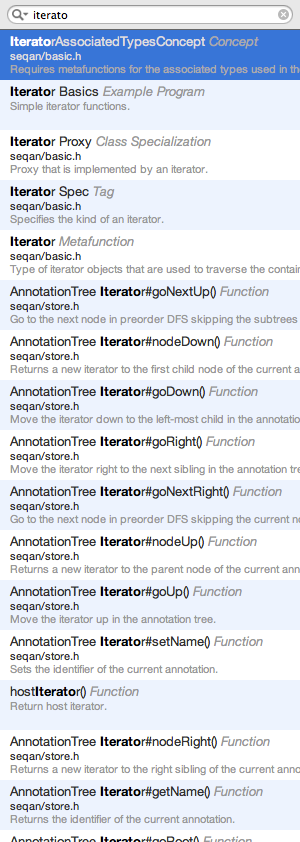 iterato
IteratorAssociatedTypesConcept Concept
seqan/basic.h
Requires metafunctions for the associated types used in the
Iterator Basics Example Program
Simple iterator functions.
Iterator Proxy Class Specialization
seqan/basic.h
Proxy that is implemented by an iterator.
Iterator Spec Tag
seqan/basic.h
Specifies the kind of an iterator.
Iterator Metafunction
seqan/basic.h
Type of iterator objects that are used to traverse the contain
AnnotationTree Iterator#goNextUp() Function
seqan/store.h
Go to the next node in preorder DFS skipping the subtrees
AnnotationTree Iterator#nodeDown() Function
seqan/store.h
Returns a new iterator to the first child node of the current a
AnnotationTree Iterator#goDown() Function
seqan/store.h
Move the iterator down to the left-most child in the annotatio
AnnotationTree Iterator#goRight() Function
seqan/store.h
Move the iterator right to the next sibling in the annotation tre
AnnotationTree Iterator#goNextRight() Function
seqan/store.h
Go to the next node in preorder DFS skipping the current no
AnnotationTree Iterator#nodeUp() Function
seqan/store.h
Returns a new iterator to the parent node of the current ann
AnnotationTree Iterator#goUp() Function
seqan/store.h
Move the iterator up in the annotation tree.
AnnotationTree Iterator#setName() Function
seqan/store.h
Sets the identifier of the current annotation.
hostIterator() Function
Return host iterator.
AnnotationTree Iterator#nodeRight() Function
seqan/store.h
Returns a new iterator to the right sibling of the current anno
AnnotationTree Iterator#getName() Function
seqan/store.h
Returns the identifier of the current annotation.
AnnotationTree Iterator#goRoot() Function